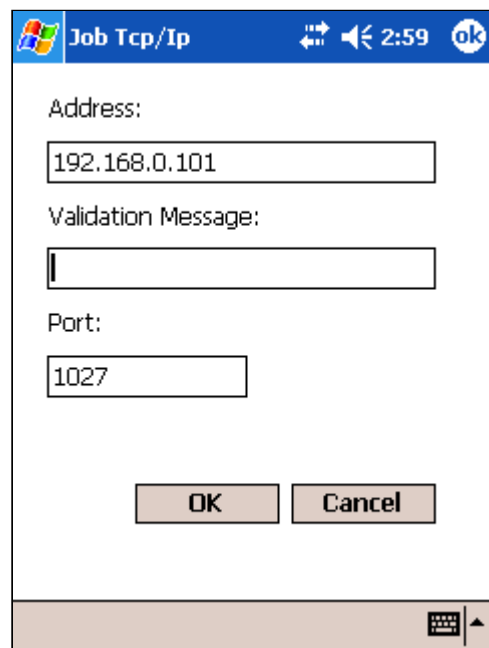 Job Tcp/Ip 2:59 ok
Address:
192.168.0.101
Validation Message:
Port:
1027
OK Cancel